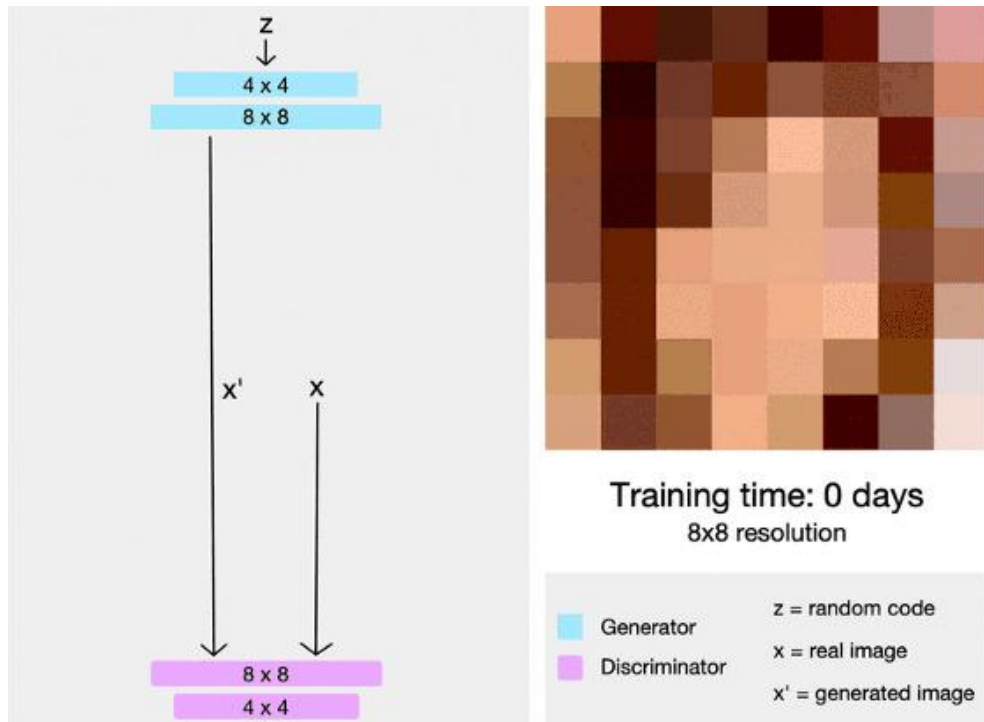 z
4 x 4
8 x 8
x'
x
8 x 8
4 x 4
Training time: 0 days
8x8 resolution
Generator
Discriminator
z = random code
x = real image
x' = generated image